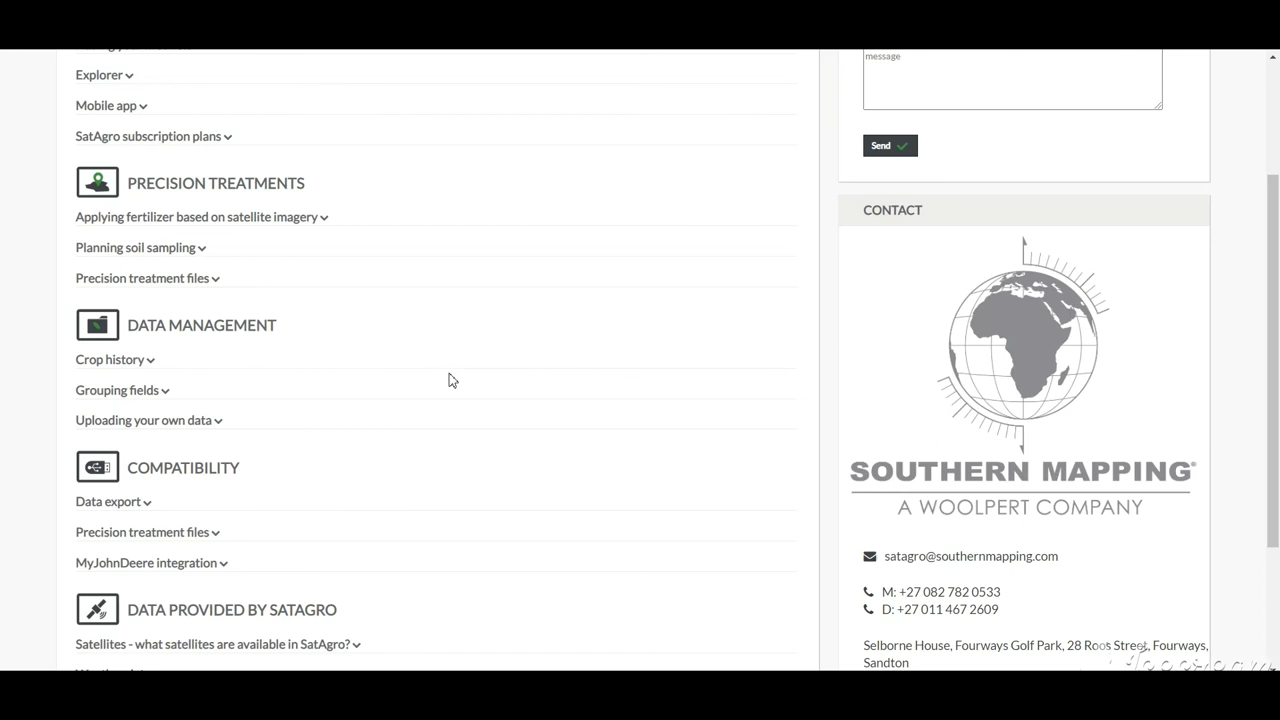 Explorer
Mobile app
SatAgro subscription plans
PRECISION TREATMENTS
Applying fertilizer based on satellite imagery
Planning soil sampling
Precision treatment files
DATA MANAGEMENT
Crop history
Grouping fields
Uploading your own data
COMPATIBILITY
Data export
Precision treatment files
MyJohnDeere integration
DATA PROVIDED BY SATAGRO
Satellites - what satellites are available in SatAgro?
message
Send
CONTACT
SOUTHERN MAPPING®
A WOOLPERT COMPANY
satagro@southernmapping.com
M: +27 082 782 0533
D: +27 011 467 2609
Selborne House, Fourways Golf Park, 28 Roos Street, Fourways,
Sandton